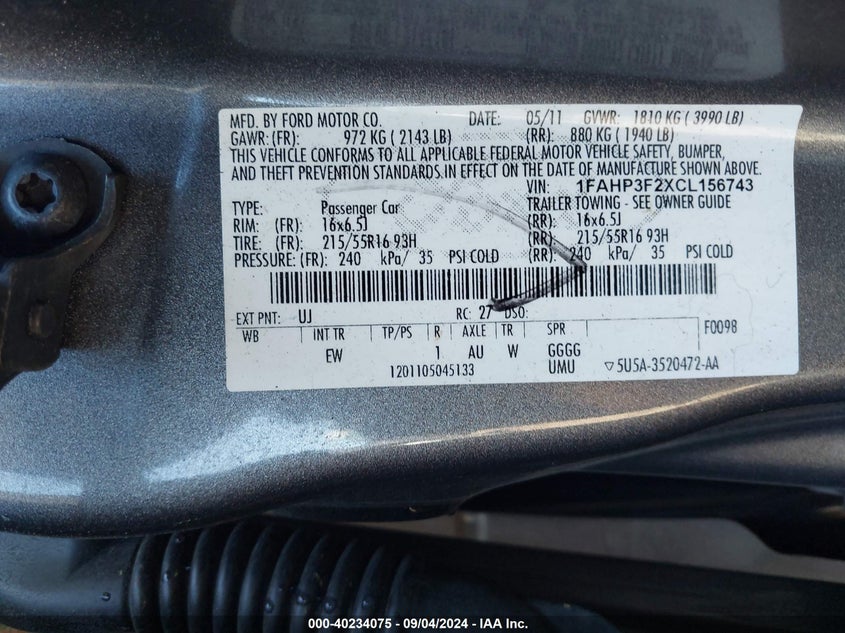 MFD. BY FORD MOTOR CO. DATE: 05/11 GVWR: 1810 KG ( 3990 LB)
GAWR: (FR): 972 KG ( 2143 LB) (RR): 880 KG ( 1940 LB)
THIS VEHICLE CONFORMS TO ALL APPLICABLE FEDERAL MOTOR VEHICLE SAFETY, BUMPER,
AND THEFT PREVENTION STANDARDS IN EFFECT ON THE DATE OF MANUFACTURE SHOWN ABOVE.
VIN: 1FAHP3F2XCL156743
TYPE: Passenger Car TRAILER TOWING - SEE OWNER GUIDE
RIM: (FR): 16x6.5J (RR): 16x6.5J
TIRE: (FR): 215/55R16 93H (RR): 215/55R16 93H
PRESSURE: (FR): 240 kPa/ 35 PSI COLD (RR): 240 kPa/ 35 PSI COLD
EXT PNT: UJ RC: 27 DSO:
WB INT TR TP/PS R AXLE TR SPR F0098
EW 1 AU W GGGG
1201105045133 UMU ▽5U5A-3520472-AA
000-40234075 - 09/04/2024 - IAA Inc.